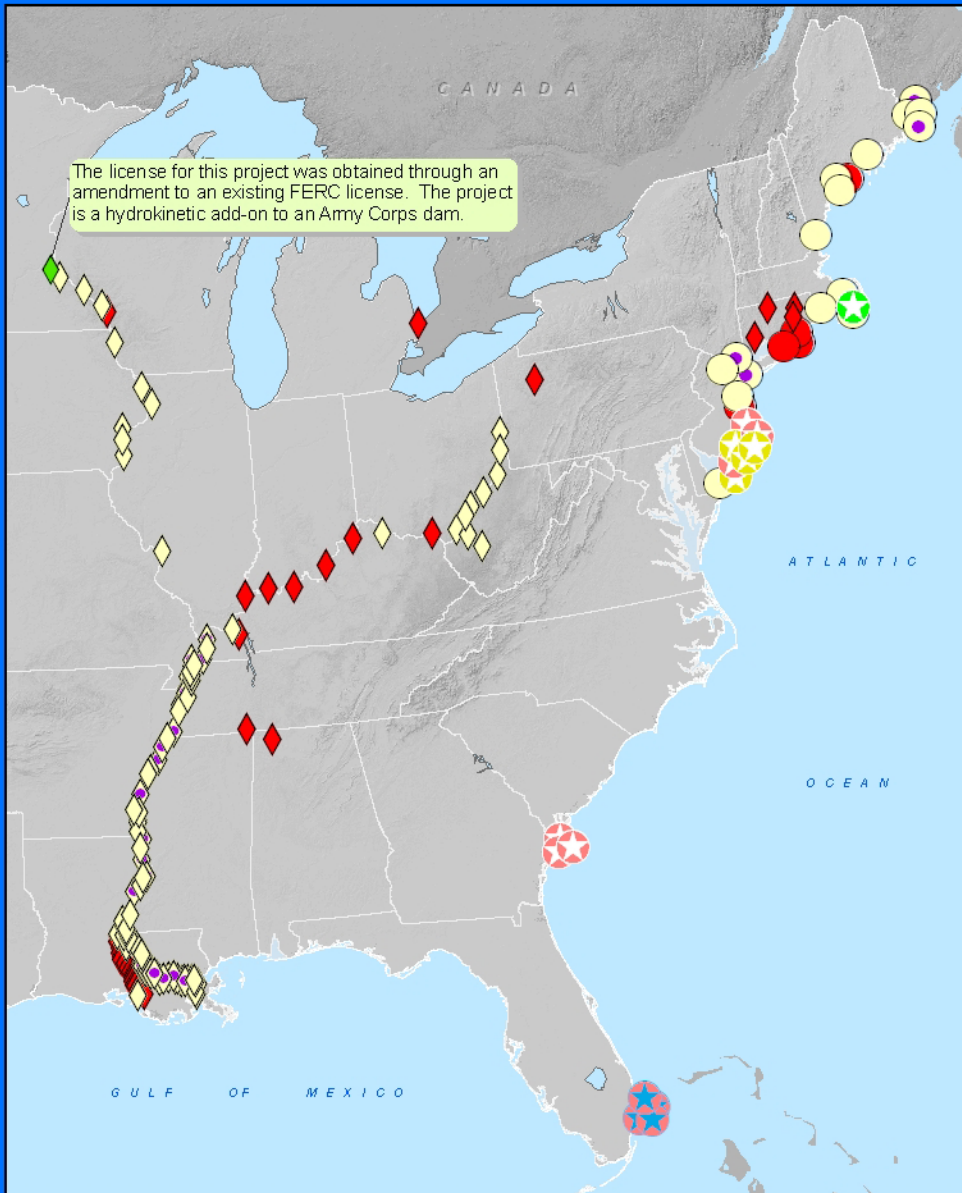 CANADA
The license for this project was obtained through an
amendment to an existing FERC license.  The project
is a hydrokinetic add-on to an Army Corps dam.
ATLANTIC
OCEAN
GULF OF MEXICO